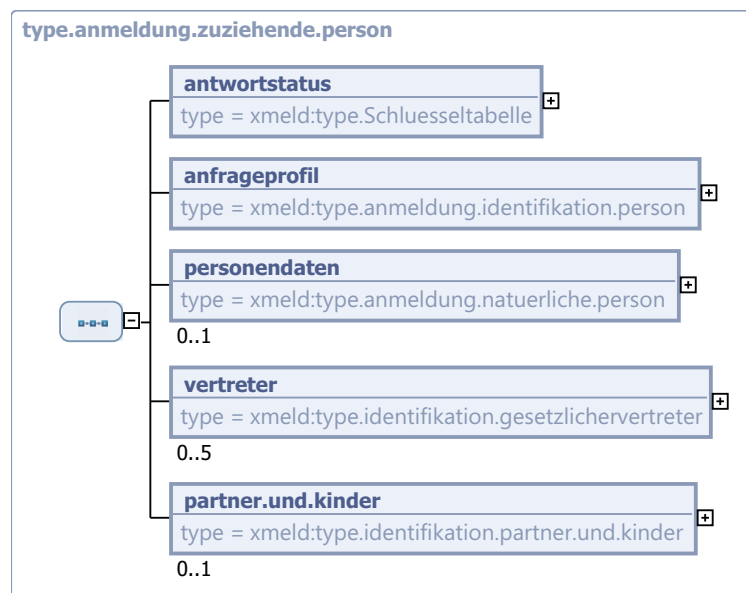 type.anmeldung.zuziehende.person
antwortstatus
type = xmeld:type.Schluesseltabelle
anfrageprofil
type = xmeld:type.anmeldung.identifikation.person
personendaten
type = xmeld:type.anmeldung.natuerliche.person
0..1
vertreter
type = xmeld:type.identifikation.gesetzlichervertreter
0..5
partner.und.kinder
type = xmeld:type.identifikation.partner.und.kinder
0..1